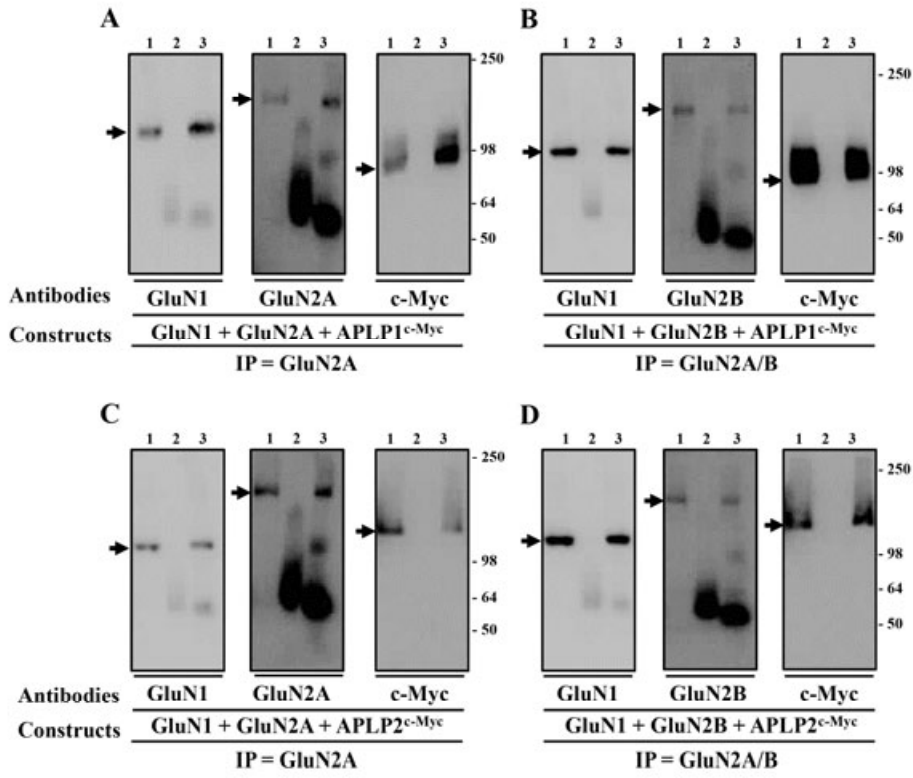 A
1 2 3 1 2 3 1 2 3
- 250
- 98
- 64
- 50
Antibodies GluN1 GluN2A c-Myc
Constructs GluN1 + GluN2A + APLP1c-Myc
IP = GluN2A
B
1 2 3 1 2 3 1 2 3
- 250
- 98
- 64
- 50
GluN1 GluN2B c-Myc
GluN1 + GluN2B + APLP1c-Myc
IP = GluN2A/B
C
1 2 3 1 2 3 1 2 3
- 250
- 98
- 64
- 50
Antibodies GluN1 GluN2A c-Myc
Constructs GluN1 + GluN2A + APLP2c-Myc
IP = GluN2A
D
1 2 3 1 2 3 1 2 3
- 250
- 98
- 64
- 50
GluN1 GluN2B c-Myc
GluN1 + GluN2B + APLP2c-Myc
IP = GluN2A/B